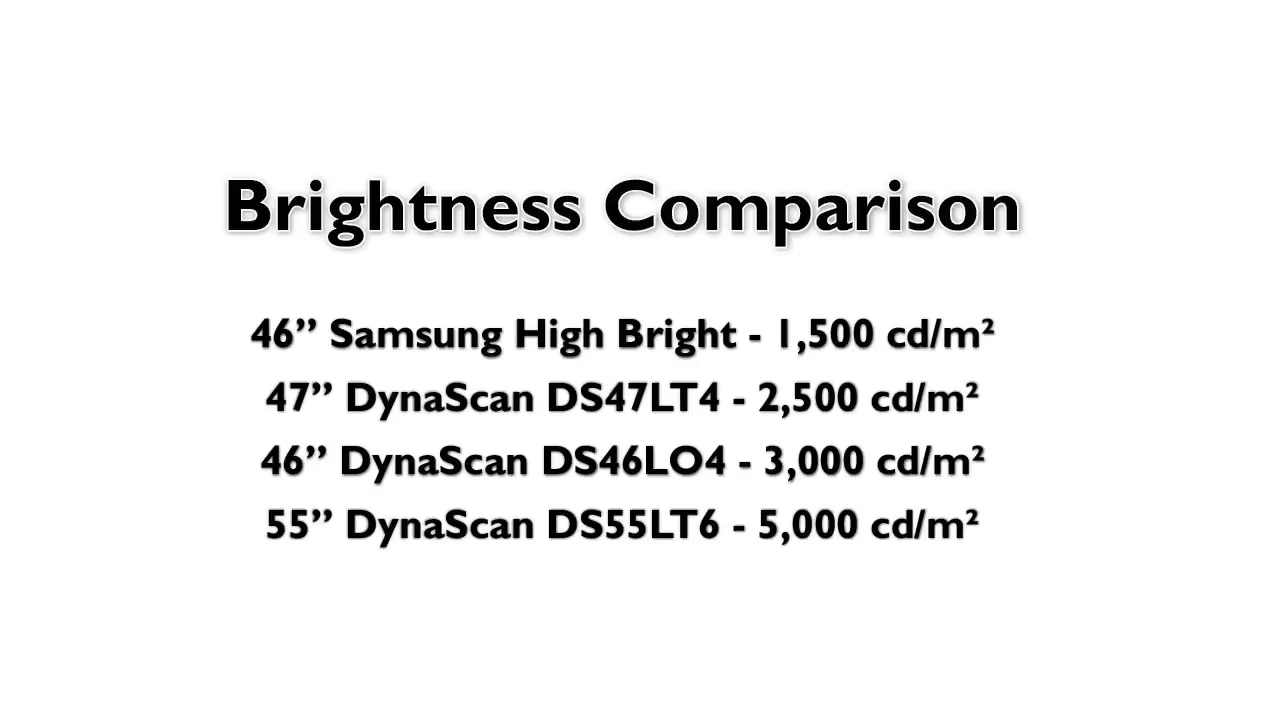 Brightness Comparison
46” Samsung High Bright - 1,500 cd/m²
47” DynaScan DS47LT4 - 2,500 cd/m²
46” DynaScan DS46LO4 - 3,000 cd/m²
55” DynaScan DS55LT6 - 5,000 cd/m²